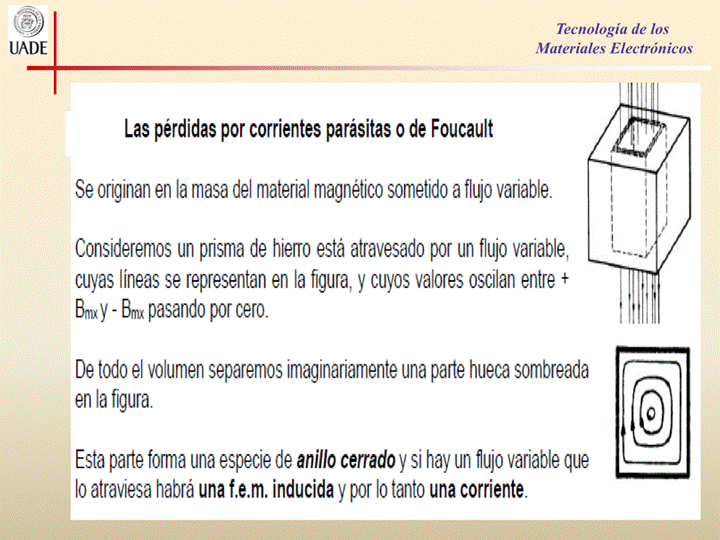 UADE
Tecnología de los
Materiales Electrónicos
Las pérdidas por corrientes parásitas o de Foucault
Se originan en la masa del material magnético sometido a flujo variable.
Consideremos un prisma de hierro está atravesado por un flujo variable,
cuyas líneas se representan en la figura, y cuyos valores oscilan entre +
Bmx y - Bmx pasando por cero.
De todo el volumen separemos imaginariamente una parte hueca sombreada
en la figura.
Esta parte forma una especie de anillo cerrado y si hay un flujo variable que
lo atraviesa habrá una f.e.m. inducida y por lo tanto una corriente.